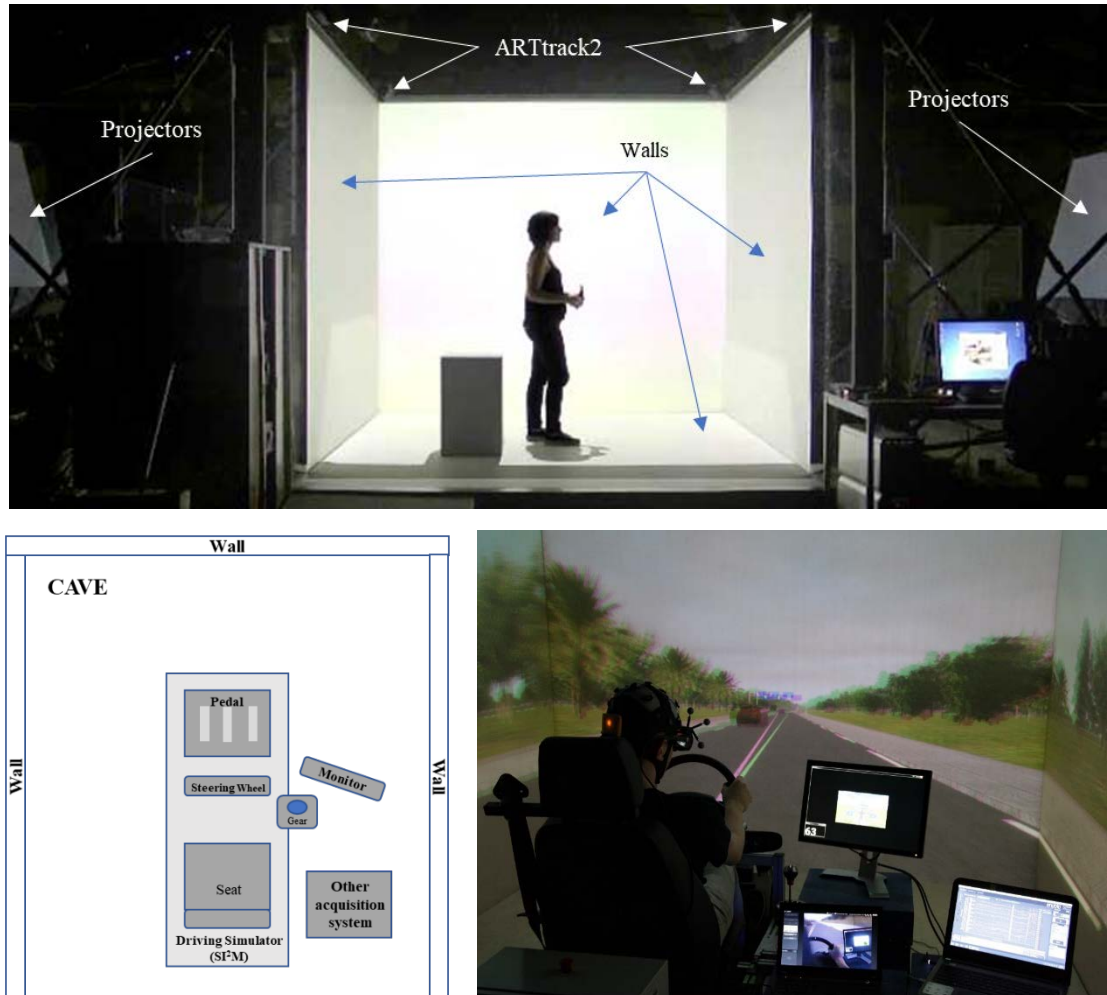 ARTtrack2
Projectors
Projectors
Walls
Wall
CAVE
Pedal
Steering Wheel
Monitor
Gear
Wall
Wall
Seat
Other
acquisition
system
Driving Simulator
(SI²M)
63